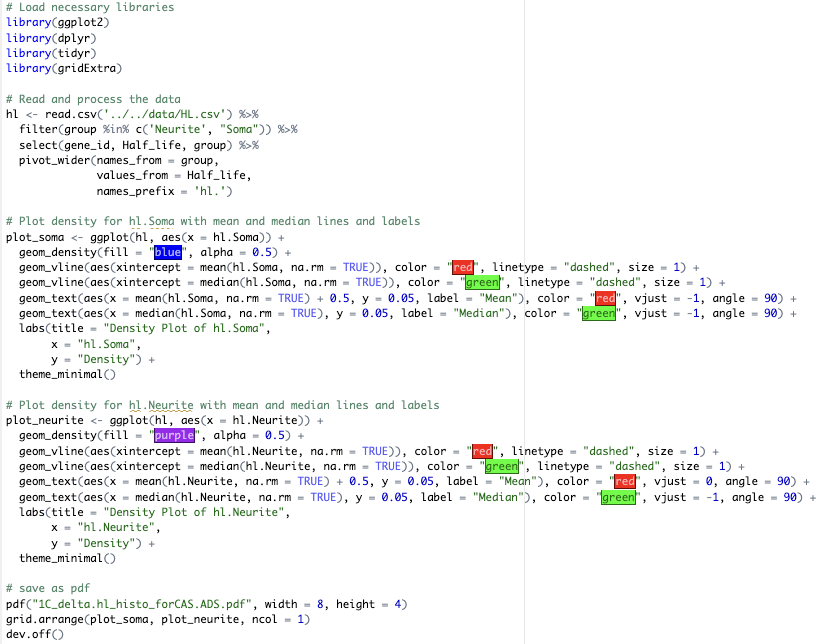 # Load necessary libraries
library(ggplot2)
library(dplyr)
library(tidyr)
library(gridExtra)

# Read and process the data
hl <- read.csv('../../data/HL.csv') %>%
  filter(group %in% c('Neurite', "Soma")) %>%
  select(gene_id, Half_life, group) %>%
  pivot_wider(names_from = group,
              values_from = Half_life,
              names_prefix = 'hl.')

# Plot density for hl.Soma with mean and median lines and labels
plot_soma <- ggplot(hl, aes(x = hl.Soma)) +
  geom_density(fill = "blue", alpha = 0.5) +
  geom_vline(aes(xintercept = mean(hl.Soma, na.rm = TRUE)), color = "red", linetype = "dashed", size = 1) +
  geom_vline(aes(xintercept = median(hl.Soma, na.rm = TRUE)), color = "green", linetype = "dashed", size = 1) +
  geom_text(aes(x = mean(hl.Soma, na.rm = TRUE) + 0.5, y = 0.05, label = "Mean"), color = "red", vjust = -1, angle = 90) +
  geom_text(aes(x = median(hl.Soma, na.rm = TRUE), y = 0.05, label = "Median"), color = "green", vjust = -1, angle = 90) +
  labs(title = "Density Plot of hl.Soma",
       x = "hl.Soma",
       y = "Density") +
  theme_minimal()

# Plot density for hl.Neurite with mean and median lines and labels
plot_neurite <- ggplot(hl, aes(x = hl.Neurite)) +
  geom_density(fill = "purple", alpha = 0.5) +
  geom_vline(aes(xintercept = mean(hl.Neurite, na.rm = TRUE)), color = "red", linetype = "dashed", size = 1) +
  geom_vline(aes(xintercept = median(hl.Neurite, na.rm = TRUE)), color = "green", linetype = "dashed", size = 1) +
  geom_text(aes(x = mean(hl.Neurite, na.rm = TRUE) + 0.5, y = 0.05, label = "Mean"), color = "red", vjust = 0, angle = 90) +
  geom_text(aes(x = median(hl.Neurite, na.rm = TRUE), y = 0.05, label = "Median"), color = "green", vjust = -1, angle = 90) +
  labs(title = "Density Plot of hl.Neurite",
       x = "hl.Neurite",
       y = "Density") +
  theme_minimal()

# save as pdf
pdf("1C_delta.hl_histo_forCAS.ADS.pdf", width = 8, height = 4)
grid.arrange(plot_soma, plot_neurite, ncol = 1)
dev.off()